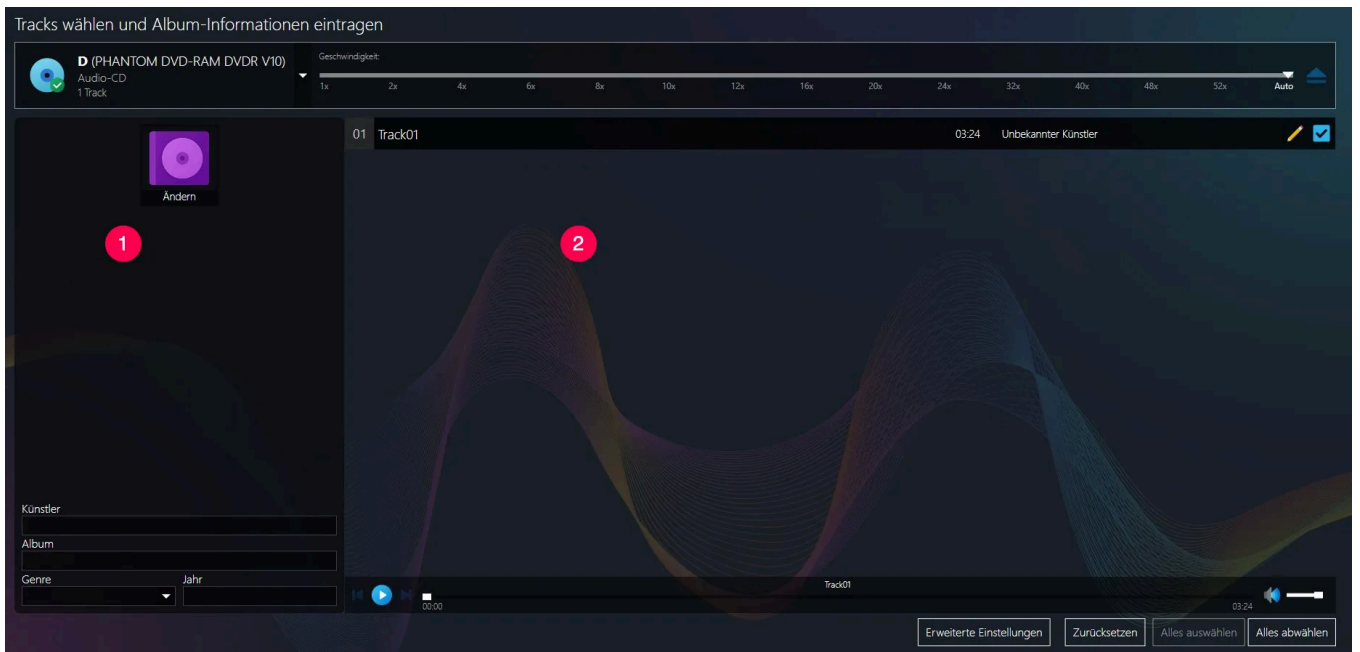 Tracks wählen und Album-Informationen eintragen
D (PHANTOM DVD-RAM DVDR V10)
Audio-CD
1 Track
Geschwindigkeit:
1x 2x 4x 6x 8x 10x 12x 16x 20x 24x 32x 40x 48x 52x Auto
Ändern
1
01 Track01 03:24 Unbekannter Künstler
2
Künstler
Album
Genre Jahr
Track01
00:00 03:24
Erweiterte Einstellungen Zurücksetzen Alles auswählen Alles abwählen